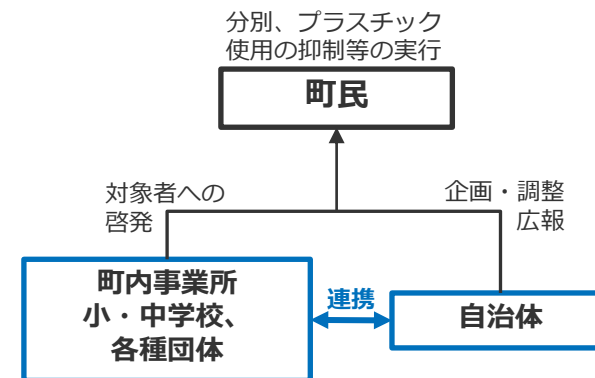 分別、プラスチック
使用の抑制等の実行
町民
対象者への
啓発
企画・調整
広報
町内事業所
小・中学校、
各種団体
連携
自治体